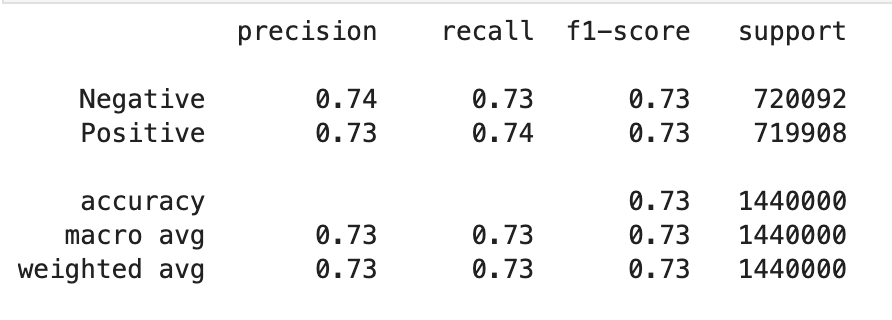 precision recall f1-score support
Negative 0.74 0.73 0.73 720092
Positive 0.73 0.74 0.73 719908
accuracy 0.73 1440000
macro avg 0.73 0.73 0.73 1440000
weighted avg 0.73 0.73 0.73 1440000